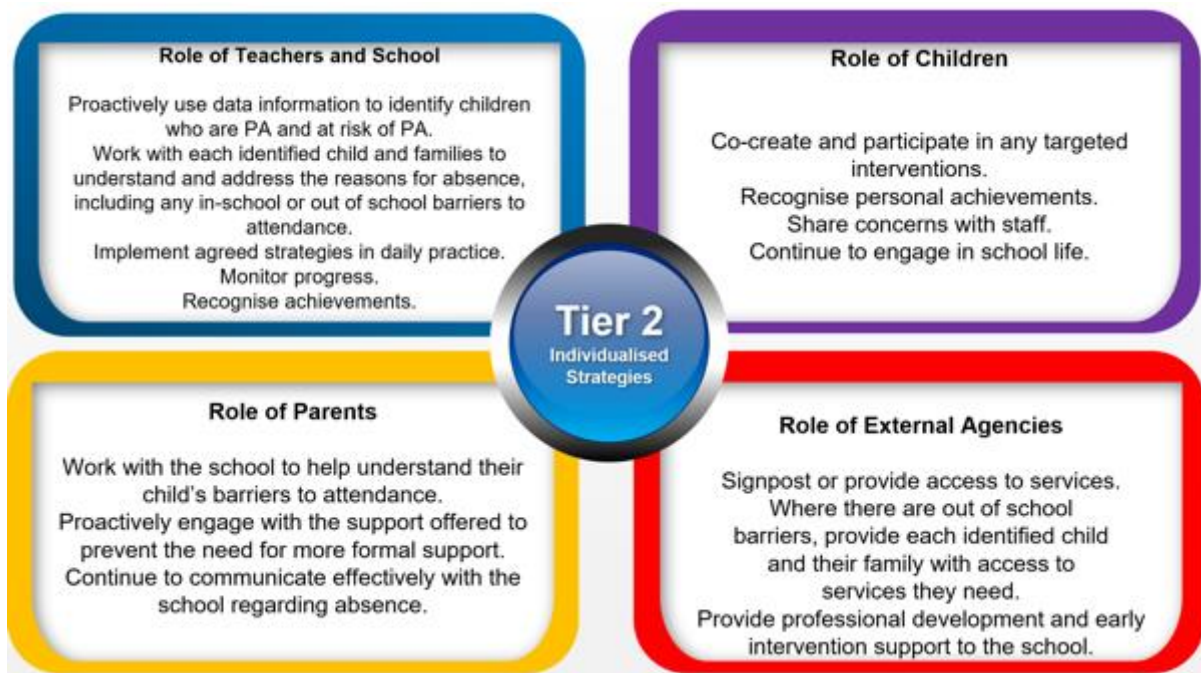 Role of Teachers and School
Proactively use data information to identify children
who are PA and at risk of PA.
Work with each identified child and families to
understand and address the reasons for absence,
including any in-school or out of school barriers to
attendance.
Implement agreed strategies in daily practice.
Monitor progress.
Recognise achievements.
Role of Children
Co-create and participate in any targeted
interventions.
Recognise personal achievements.
Share concerns with staff.
Continue to engage in school life.
Tier 2
Individualised
Strategies
Role of Parents
Work with the school to help understand their
child's barriers to attendance.
Proactively engage with the support offered to
prevent the need for more formal support.
Continue to communicate effectively with the
school regarding absence.
Role of External Agencies
Signpost or provide access to services.
Where there are out of school
barriers, provide each identified child
and their family with access to
services they need.
Provide professional development and early
intervention support to the school.